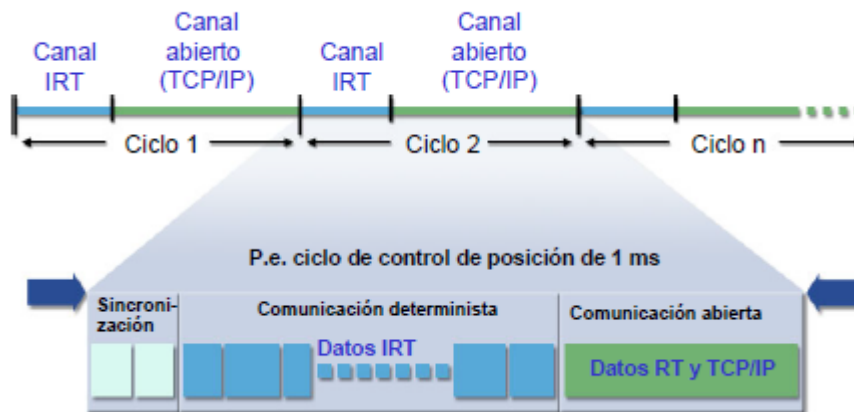 Canal
IRT
Canal
abierto
(TCP/IP)
Canal
IRT
Canal
abierto
(TCP/IP)
Ciclo 1
Ciclo 2
Ciclo n
P.e. ciclo de control de posición de 1 ms
Sincroni-
zación
Comunicación determinista
Comunicación abierta
Datos IRT
Datos RT y TCP/IP